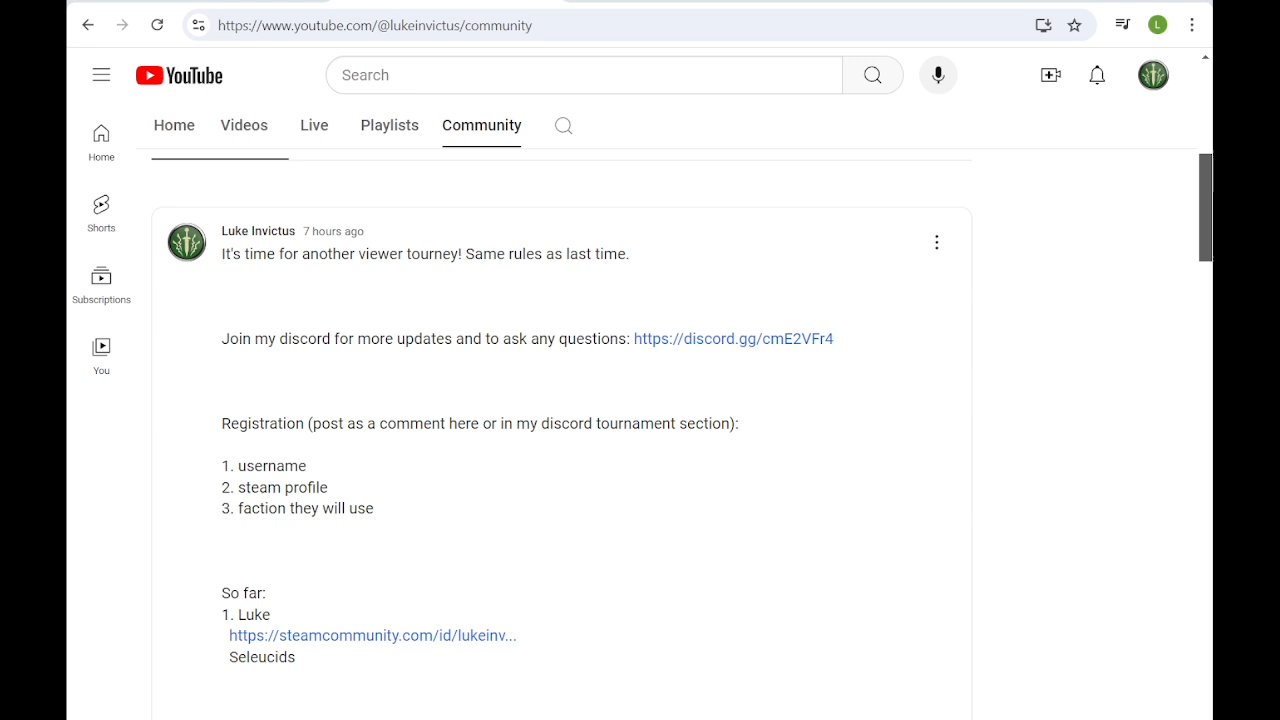 https://www.youtube.com/@lukeinvictus/community
L
YouTube
Search
Home
Videos
Live
Playlists
Community
Home
Shorts
Subscriptions
You
Luke Invictus 7 hours ago
It's time for another viewer tourney! Same rules as last time.
Join my discord for more updates and to ask any questions: https://discord.gg/cmE2VFr4
Registration (post as a comment here or in my discord tournament section):
1. username
2. steam profile
3. faction they will use
So far:
1. Luke
https://steamcommunity.com/id/lukeinv...
Seleucids